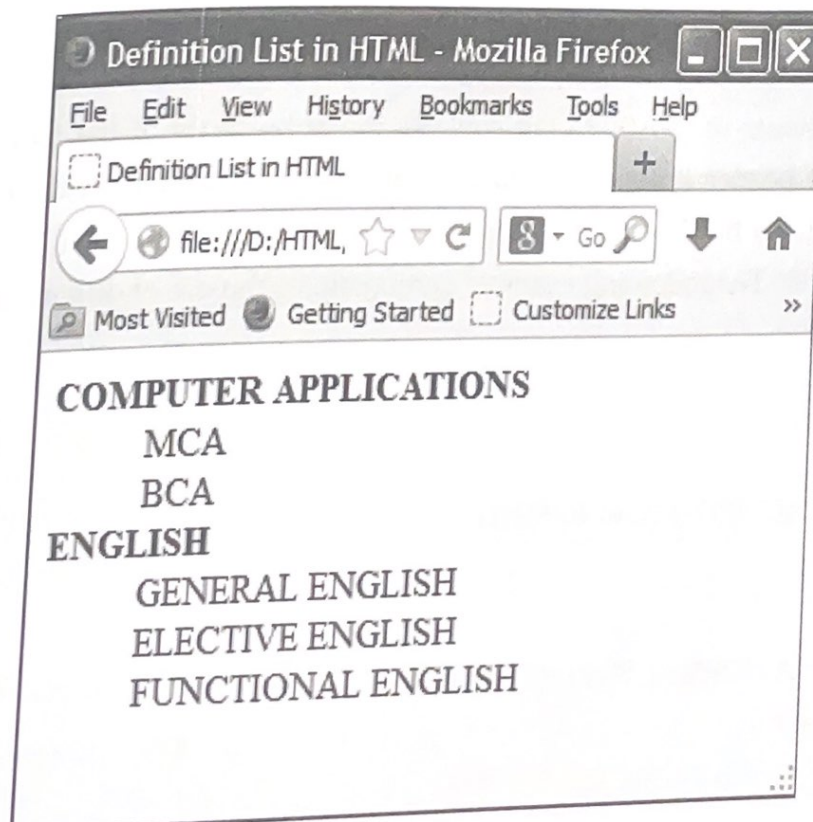 Definition List in HTML - Mozilla Firefox
File Edit View History Bookmarks Tools Help
Definition List in HTML +
file:///D:/HTML, 8 Go
Most Visited Getting Started Customize Links »
COMPUTER APPLICATIONS
MCA
BCA
ENGLISH
GENERAL ENGLISH
ELECTIVE ENGLISH
FUNCTIONAL ENGLISH